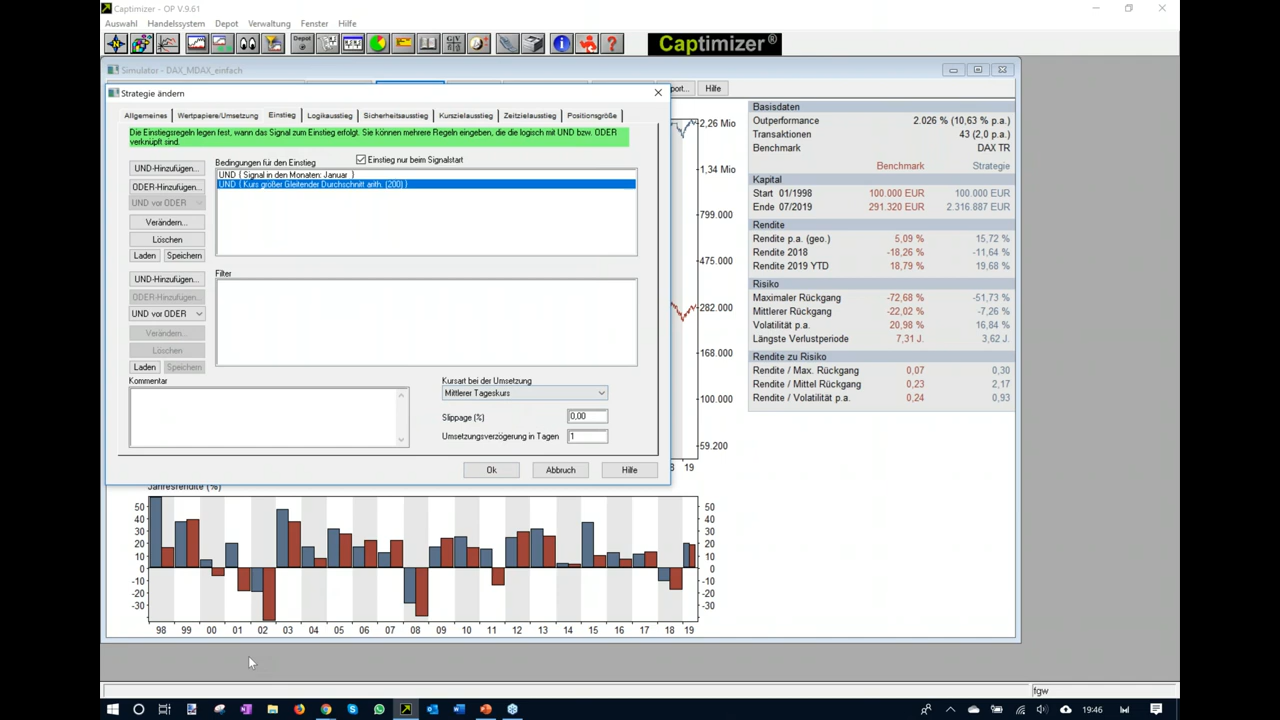 Captimizer - OP V.9.61
Auswahl Handelssystem Depot Verwaltung Fenster Hilfe
Depot
Captimizer®
Simulator - DAX_MDAX_einfach
port... Hilfe
Strategie ändern
Allgemeines Wertpapiere/Umsetzung Einstieg Logikausstieg Sicherheitsausstieg Kurszielausstieg Zeitzielausstieg Positionsgröße
Die Einstiegsregeln legen fest, wann das Signal zum Einstieg erfolgt. Sie können mehrere Regeln eingeben, die die logisch mit UND bzw. ODER
verknüpft sind.
Bedingungen für den Einstieg
Einstieg nur beim Signalstart
UND-Hinzufügen...
ODER-Hinzufügen...
UND vor ODER
Verändern...
Löschen
Laden Speichern
UND ( Signal in den Monaten: Januar )
UND ( Kurs großer Gleitender Durchschnitt arith. (200) )
Filter
UND-Hinzufügen...
ODER-Hinzufügen...
UND vor ODER
Verändern...
Löschen
Laden Speichern
Kommentar
Kursart bei der Umsetzung
Mittlerer Tageskurs
Slippage (%) 0,00
Umsetzungsverzögerung in Tagen 1
Ok Abbruch Hilfe
2,26 Mio
1,34 Mio
799.000
475.000
282.000
168.000
100.000
59.200
8 19
Basisdaten
Outperformance 2.026 % (10,63 % p.a.)
Transaktionen 43 (2,0 p.a.)
Benchmark DAX TR
Benchmark Strategie
Kapital
Start 01/1998 100.000 EUR 100.000 EUR
Ende 07/2019 291.320 EUR 2.316.887 EUR
Rendite
Rendite p.a. (geo.) 5,09 % 15,72 %
Rendite 2018 -18,26 % -11,64 %
Rendite 2019 YTD 18,79 % 19,68 %
Risiko
Maximaler Rückgang -72,68 % -51,73 %
Mittlerer Rückgang -22,02 % -7,26 %
Volatilität p.a. 20,98 % 16,84 %
Längste Verlustperiode 7,31 J. 3,62 J.
Rendite zu Risiko
Rendite / Max. Rückgang 0,07 0,30
Rendite / Mittel Rückgang 0,23 2,17
Rendite / Volatilität p.a. 0,24 0,93
Jahresrendite (%)
50 50
40 40
30 30
20 20
10 10
0 0
-10 -10
-20 -20
-30 -30
98 99 00 01 02 03 04 05 06 07 08 09 10 11 12 13 14 15 16 17 18 19
fgw
19:46